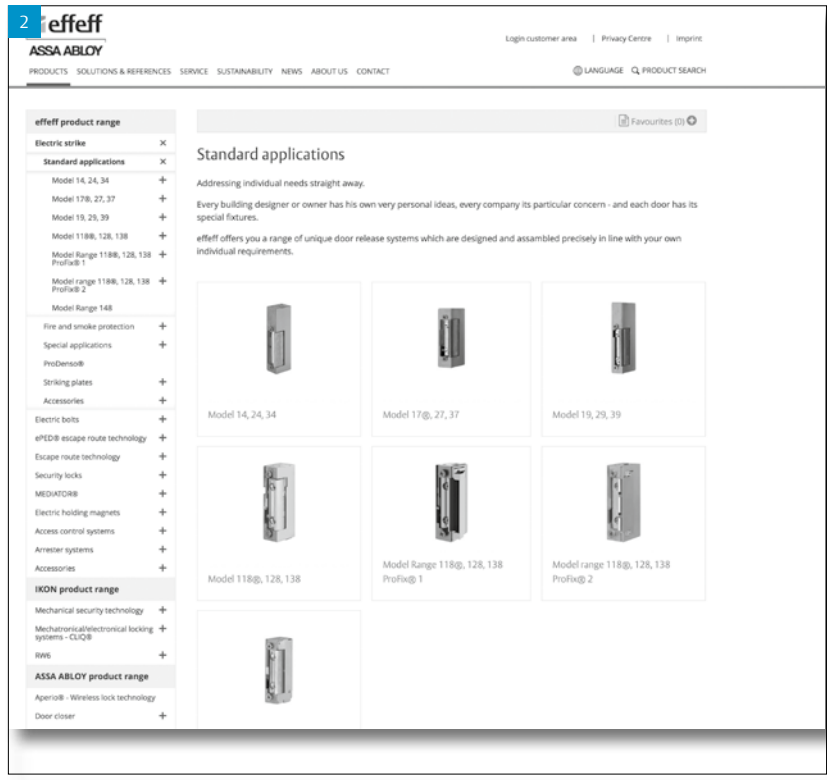 2
effeff
ASSA ABLOY
Login customer area | Privacy Centre | Imprint
PRODUCTS SOLUTIONS & REFERENCES SERVICE SUSTAINABILITY NEWS ABOUT US CONTACT
LANGUAGE PRODUCT SEARCH
effeff product range
Electric strike
Standard applications
Model 14, 24, 34
Model 17®, 27, 37
Model 19, 29, 39
Model 118®, 128, 138
Model Range 118®, 128, 138
ProFix® 1
Model range 118®, 128, 138
ProFix® 2
Model Range 148
Fire and smoke protection
Special applications
ProDenso®
Striking plates
Accessories
Electric bolts
ePED® escape route technology
Escape route technology
Security locks
MEDIATOR®
Electric holding magnets
Access control systems
Arrester systems
Accessories
IKON product range
Mechanical security technology
Mechatronical/electronical locking
systems - CLIQ®
RW6
ASSA ABLOY product range
Aperio® - Wireless lock technology
Door closer
Favourites (0)
Standard applications
Addressing individual needs straight away.
Every building designer or owner has his own very personal ideas, every company its particular concern - and each door has its
special fixtures.
effeff offers you a range of unique door release systems which are designed and assambled precisely in line with your own
individual requirements.
Model 14, 24, 34
Model 17®, 27, 37
Model 19, 29, 39
Model 118®, 128, 138
Model Range 118®, 128, 138
ProFix® 1
Model range 118®, 128, 138
ProFix® 2